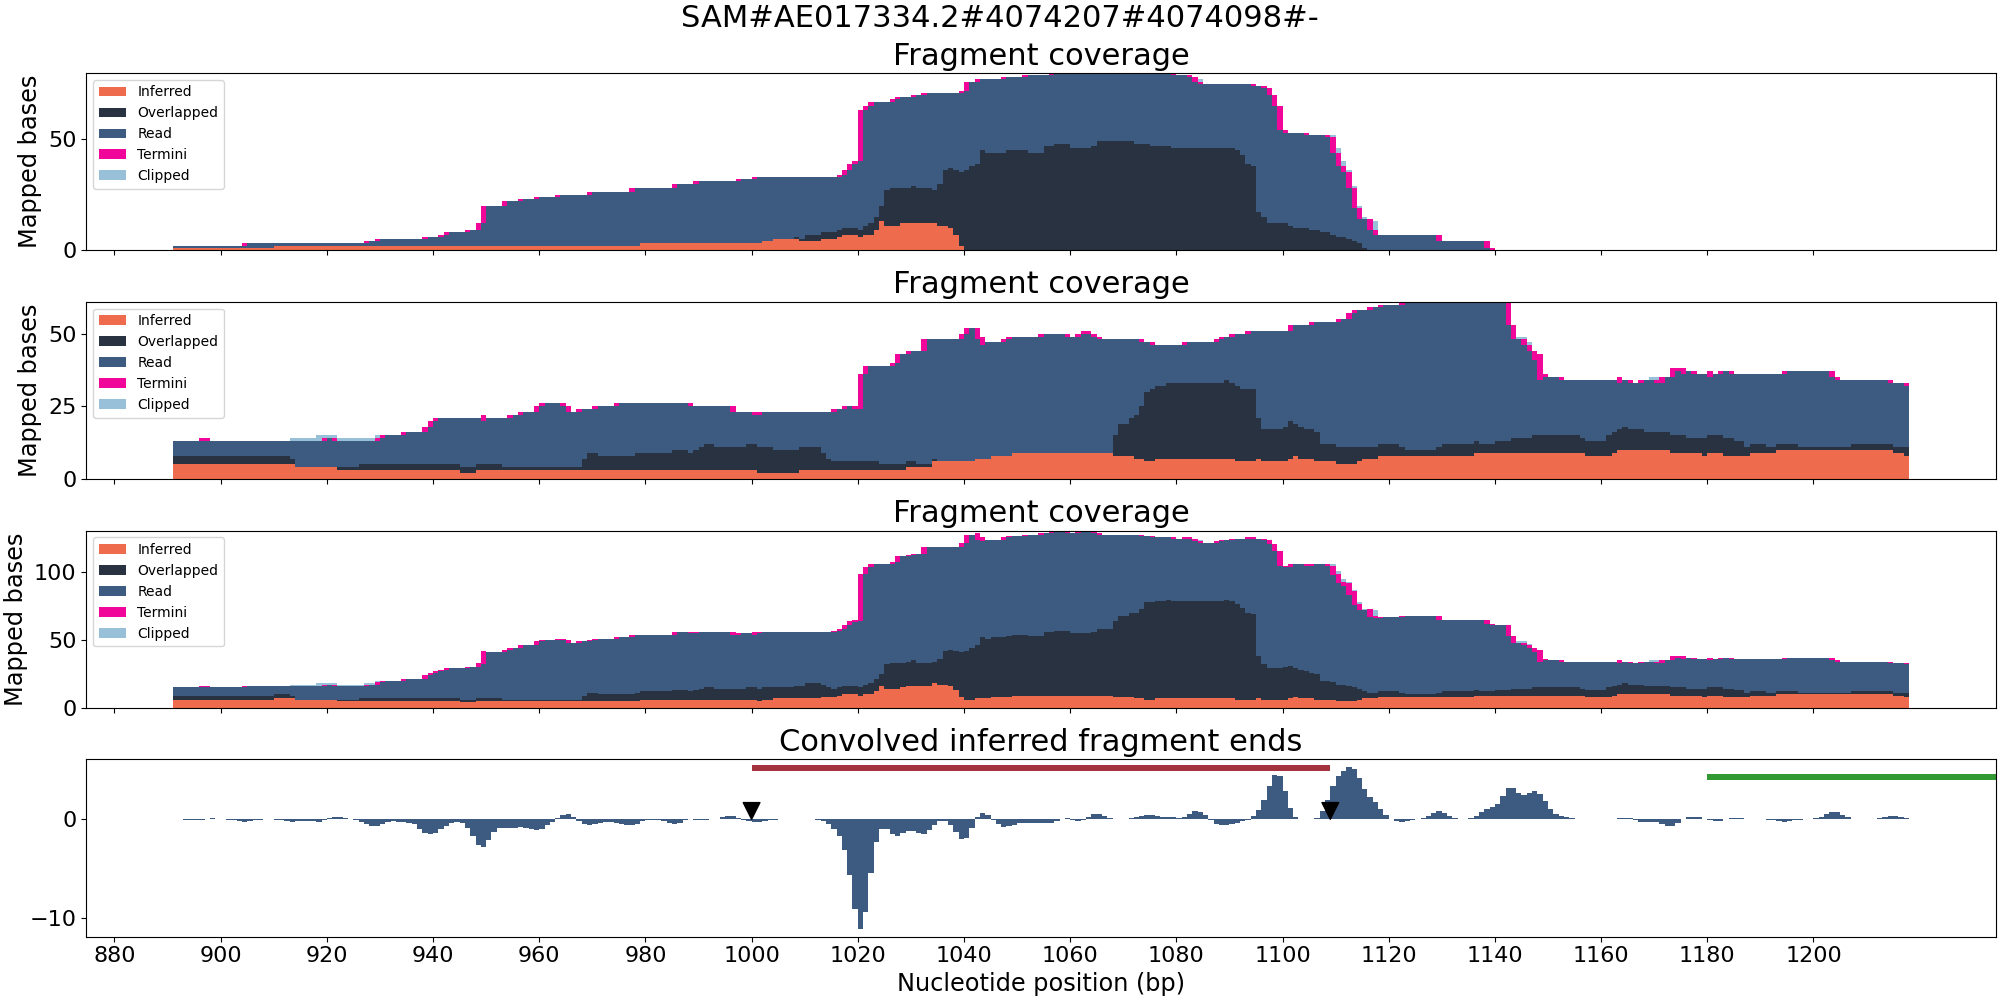 SAM#AE017334.2#4074207#4074098#-
Fragment coverage
Mapped bases
50
0
Inferred
Overlapped
Read
Termini
Clipped
Fragment coverage
Mapped bases
50
25
0
Inferred
Overlapped
Read
Termini
Clipped
Fragment coverage
Mapped bases
100
50
0
Inferred
Overlapped
Read
Termini
Clipped
Convolved inferred fragment ends
0
−10
880 900 920 940 960 980 1000 1020 1040 1060 1080 1100 1120 1140 1160 1180 1200
Nucleotide position (bp)